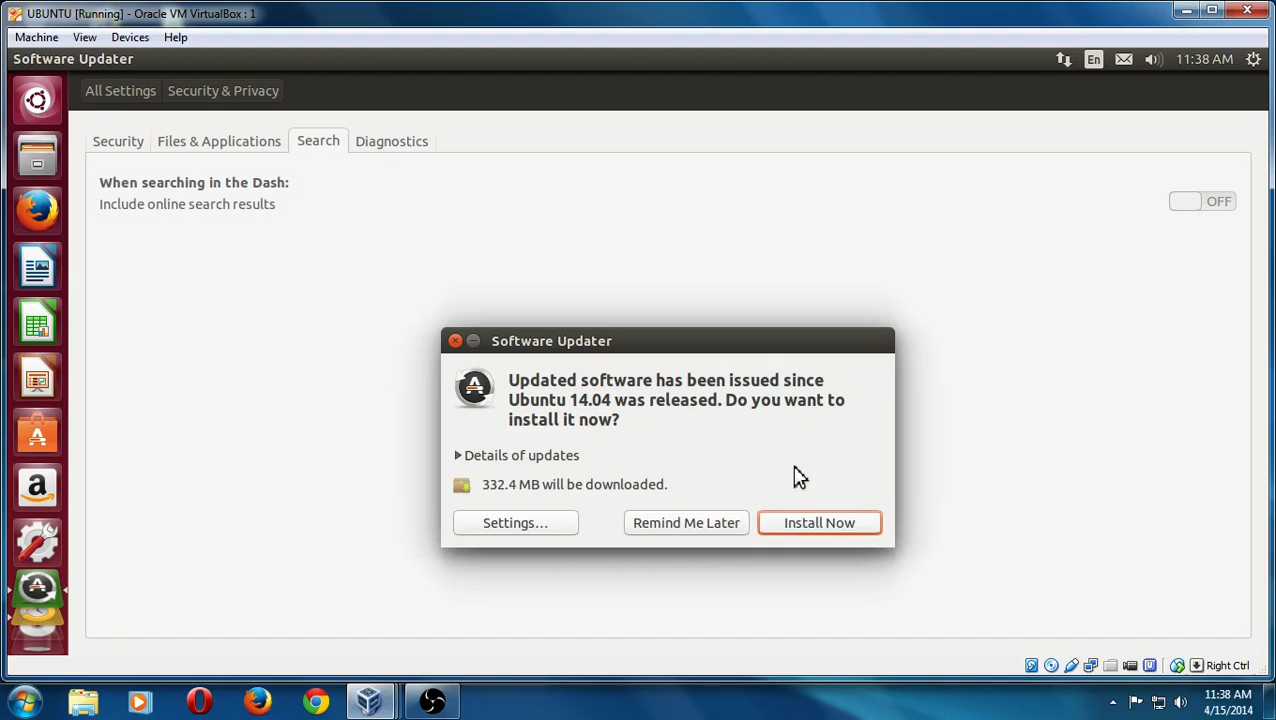 UBUNTU [Running] - Oracle VM VirtualBox : 1
Machine View Devices Help
Software Updater
En
11:38 AM
All Settings Security & Privacy
Security Files & Applications Search Diagnostics
When searching in the Dash:
Include online search results
OFF
Software Updater
Updated software has been issued since
Ubuntu 14.04 was released. Do you want to
install it now?
Details of updates
332.4 MB will be downloaded.
Settings... Remind Me Later Install Now
Right Ctrl
11:38 AM
4/15/2014